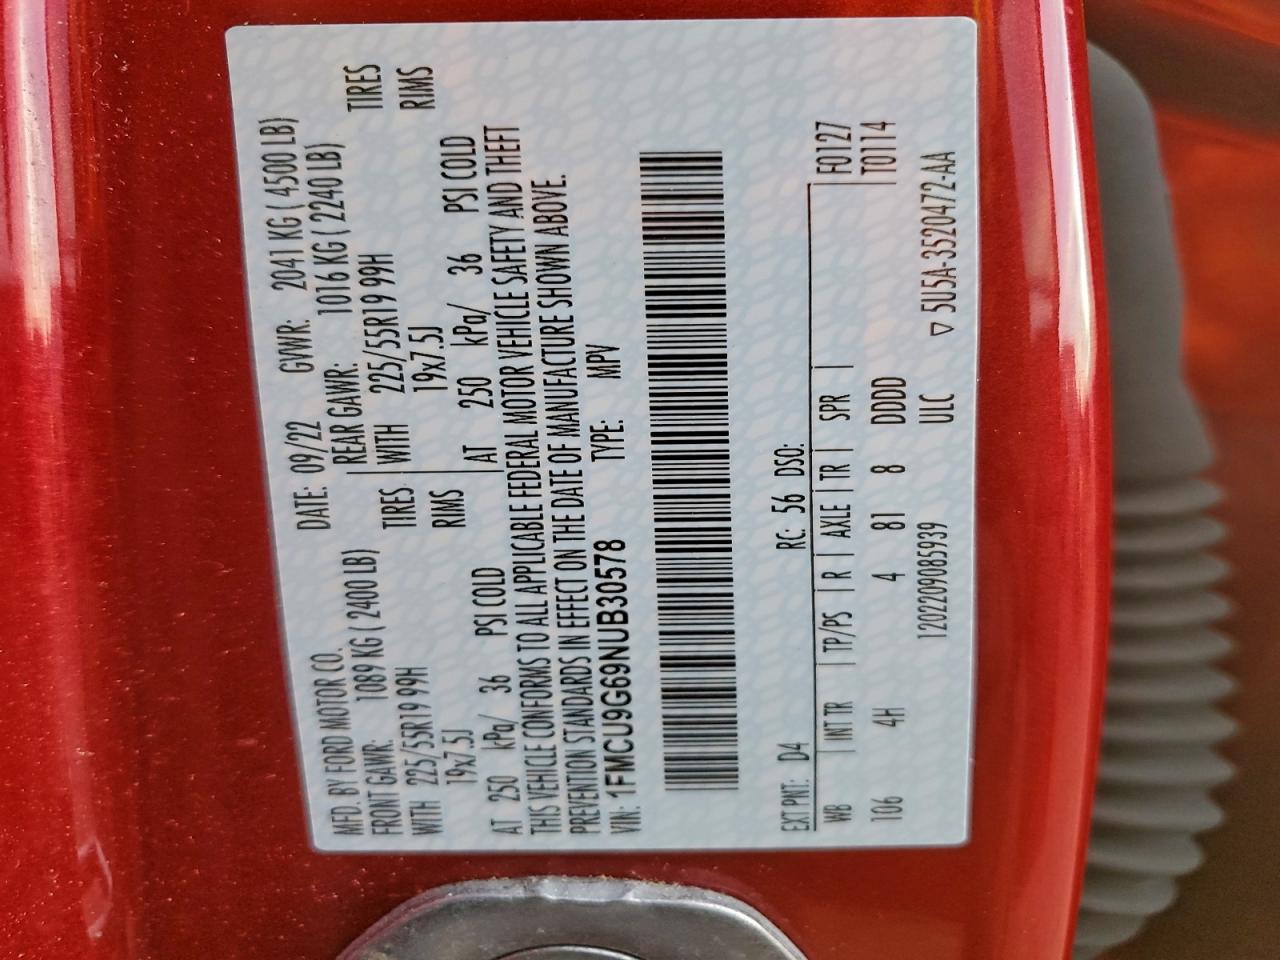 MFD. BY FORD MOTOR CO.
DATE: 09/22 GVWR: 2041 KG ( 4500 LB)
FRONT GAWR: 1089 KG ( 2400 LB)
REAR GAWR: 1016 KG ( 2240 LB)
WITH 225/55R19 99H TIRES
WITH 225/55R19 99H TIRES
19x7.5J RIMS
19x7.5J RIMS
AT 250 kPa/ 36 PSI COLD
AT 250 kPa/ 36 PSI COLD
THIS VEHICLE CONFORMS TO ALL APPLICABLE FEDERAL MOTOR VEHICLE SAFETY AND THEFT
PREVENTION STANDARDS IN EFFECT ON THE DATE OF MANUFACTURE SHOWN ABOVE.
VIN: 1FMCU9G69NUB30578 TYPE: MPV
EXT PNT: D4 RC: 56 DSO:
F0127
WB INT TR TP/PS R AXLE TR SPR
T0114
106 4H 4 81 8 DDDD
120220908​5939 ULC ▽ 5U5A-3520472-AA